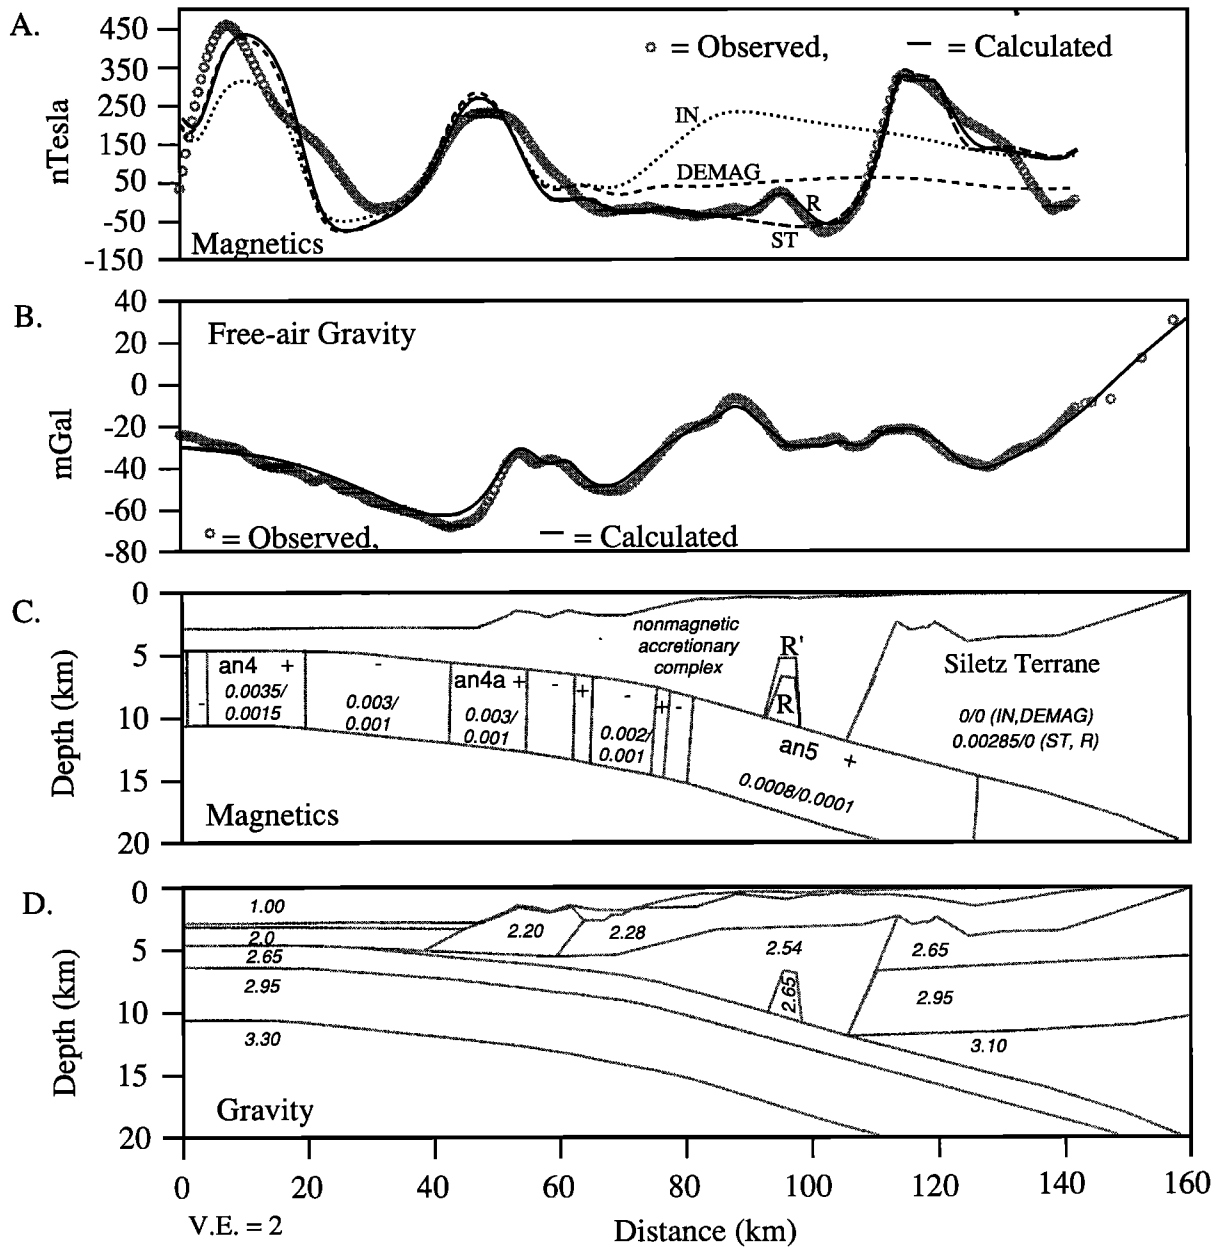 A.
450
350
250
150
50
-50
-150
nTesla
= Observed, = Calculated
IN
DEMAG
R
ST
Magnetics
B.
40
20
0
-20
-40
-60
-80
mGal
Free-air Gravity
= Observed, = Calculated
C.
0
5
10
15
20
Depth (km)
nonmagnetic
accretionary
complex
R'
R
Siletz Terrane
0/0 (IN,DEMAG)
0.00285/0 (ST, R)
-
an4 +
0.0035/
0.0015
-
0.003/
0.001
an4a +
0.003/
0.001
-
+
-
0.002/
0.001
+
-
an5 +
0.0008/0.0001
Magnetics
D.
0
5
10
15
20
Depth (km)
1.00
2.0
2.65
2.95
3.30
2.20
2.28
2.54
2.65
2.65
2.95
3.10
Gravity
0 20 40 60 80 100 120 140 160
V.E. = 2
Distance (km)